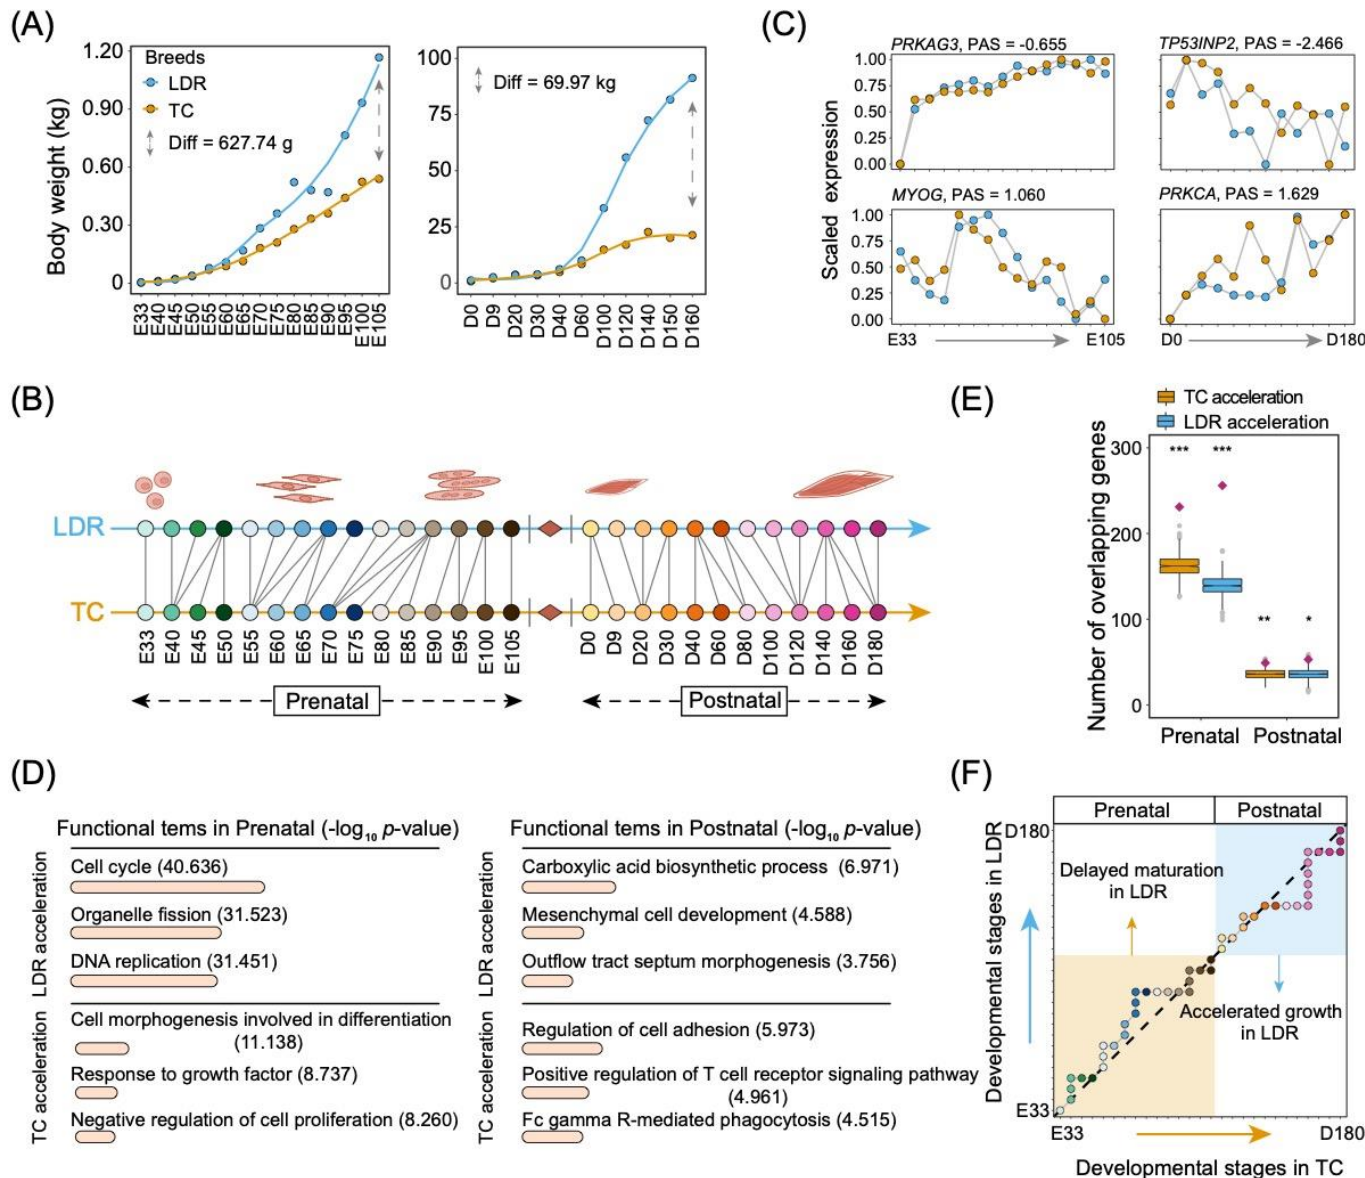 (A)
Body weight (kg)
1.20
0.90
0.60
0.30
0
Breeds
LDR
TC
Diff = 627.74 g
E33
E40
E45
E50
E55
E60
E65
E70
E75
E80
E85
E90
E95
E100
E105
100
75
50
25
0
Diff = 69.97 kg
D0
D9
D20
D30
D40
D60
D100
D120
D140
D150
D160
(C)
Scaled expression
PRKAG3, PAS = -0.655
TP53INP2, PAS = -2.466
1.00
0.75
0.50
0.25
0.00
MYOG, PAS = 1.060
PRKCA, PAS = 1.629
1.00
0.75
0.50
0.25
0.00
E33
E105
D0
D180
(B)
LDR
TC
E33
E40
E45
E50
E55
E60
E65
E70
E75
E80
E85
E90
E95
E100
E105
D0
D9
D20
D30
D40
D60
D80
D100
D120
D140
D160
D180
Prenatal
Postnatal
(E)
TC acceleration
LDR acceleration
Number of overlapping genes
300
200
100
0
*** ***
** *
Prenatal Postnatal
(D)
Functional tems in Prenatal (-log10 p-value)
LDR acceleration
Cell cycle (40.636)
Organelle fission (31.523)
DNA replication (31.451)
TC acceleration
Cell morphogenesis involved in differentiation
(11.138)
Response to growth factor (8.737)
Negative regulation of cell proliferation (8.260)
Functional tems in Postnatal (-log10 p-value)
LDR acceleration
Carboxylic acid biosynthetic process (6.971)
Mesenchymal cell development (4.588)
Outflow tract septum morphogenesis (3.756)
TC acceleration
Regulation of cell adhesion (5.973)
Positive regulation of T cell receptor signaling pathway
(4.961)
Fc gamma R-mediated phagocytosis (4.515)
(F)
Prenatal
Postnatal
Developmental stages in LDR
D180
E33
Delayed maturation
in LDR
Accelerated growth
in LDR
E33
D180
Developmental stages in TC